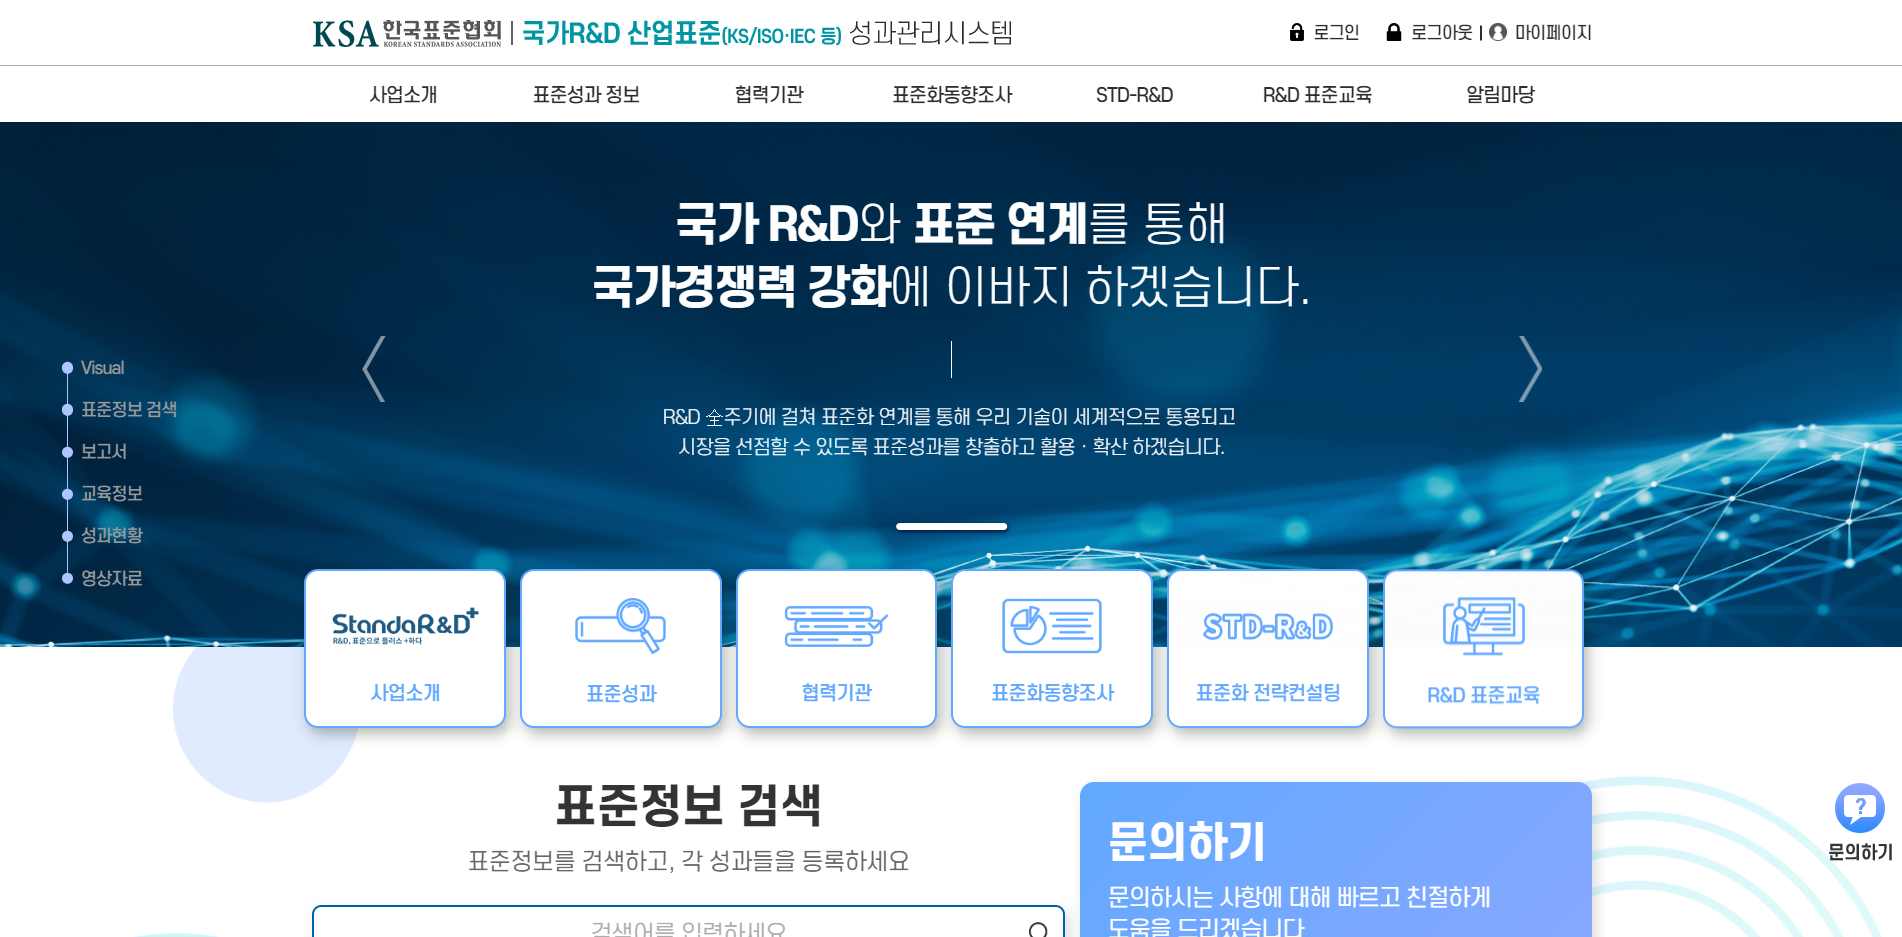 KSA 한국표준협회 KOREAN STANDARDS ASSOCIATION | 국가R&D 산업표준(KS/ISO·IEC 등) 성과관리시스템
로그인 로그아웃 | 마이페이지
사업소개 표준성과 정보 협력기관 표준화동향조사 STD-R&D R&D 표준교육 알림마당
국가 R&D와 표준 연계를 통해
국가경쟁력 강화에 이바지 하겠습니다.
R&D 全주기에 걸쳐 표준화 연계를 통해 우리 기술이 세계적으로 통용되고
시장을 선점할 수 있도록 표준성과를 창출하고 활용 · 확산 하겠습니다.
Visual
표준정보 검색
보고서
교육정보
성과현황
영상자료
StandaR&D+
R&D, 표준으로 플러스 +하다
사업소개
표준성과
협력기관
표준화동향조사
STD-R&D
표준화 전략컨설팅
R&D 표준교육
표준정보 검색
표준정보를 검색하고, 각 성과들을 등록하세요
검색어를 입력하세요
문의하기
문의하시는 사항에 대해 빠르고 친절하게
도움을 드리겠습니다
?
문의하기